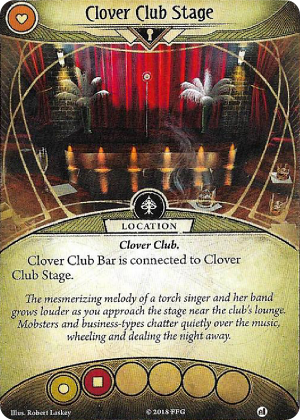 Clover Club Stage
LOCATION
Clover Club.
Clover Club Bar is connected to Clover
Club Stage.
The mesmerizing melody of a torch singer and her band
grows louder as you approach the stage near the club's lounge.
Mobsters and business-types chatter quietly over the music,
wheeling and dealing the night away.
Illus. Robert Laskey
© 2018 FFG